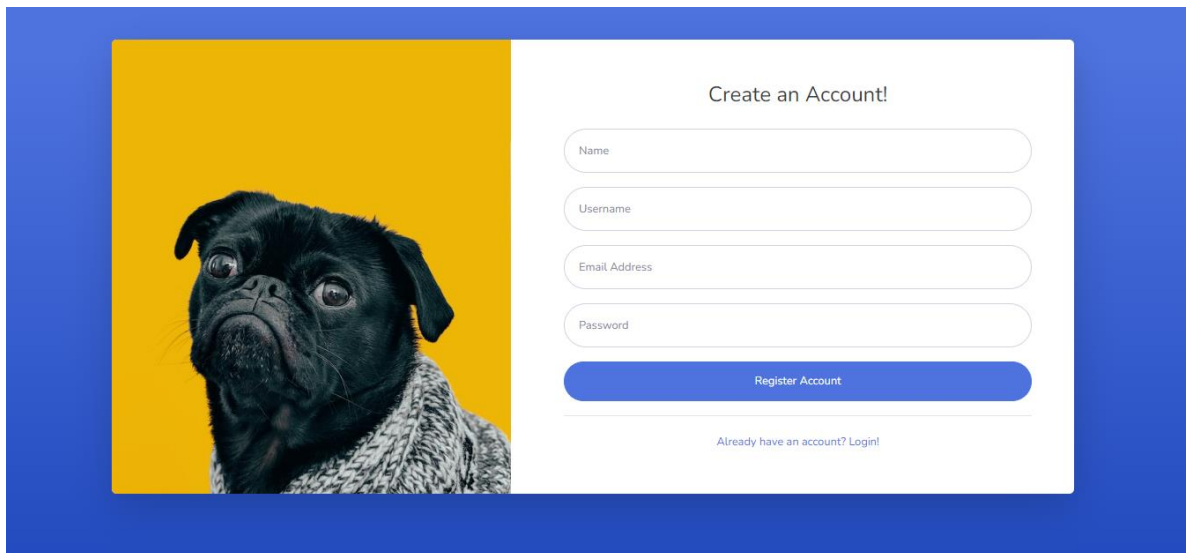 Create an Account!
Name
Username
Email Address
Password
Register Account
Already have an account? Login!